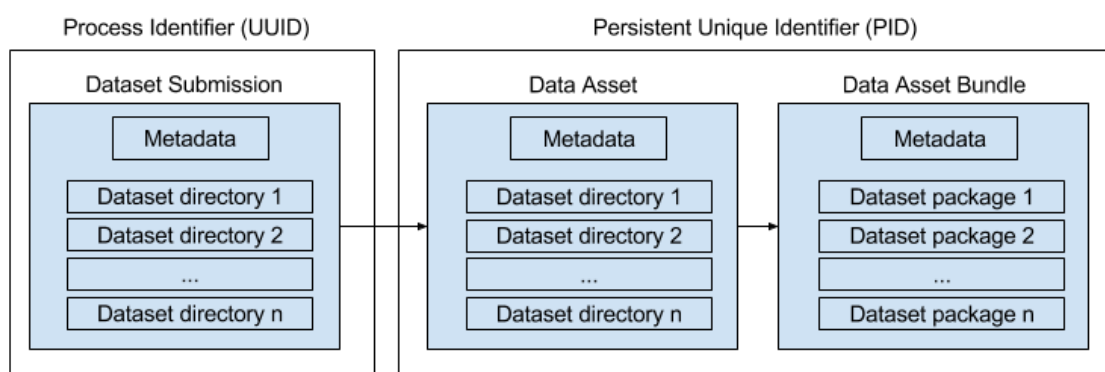 Process Identifier (UUID)
Persistent Unique Identifier (PID)
Dataset Submission
Metadata
Dataset directory 1
Dataset directory 2
...
Dataset directory n
Data Asset
Metadata
Dataset directory 1
Dataset directory 2
...
Dataset directory n
Data Asset Bundle
Metadata
Dataset package 1
Dataset package 2
...
Dataset package n